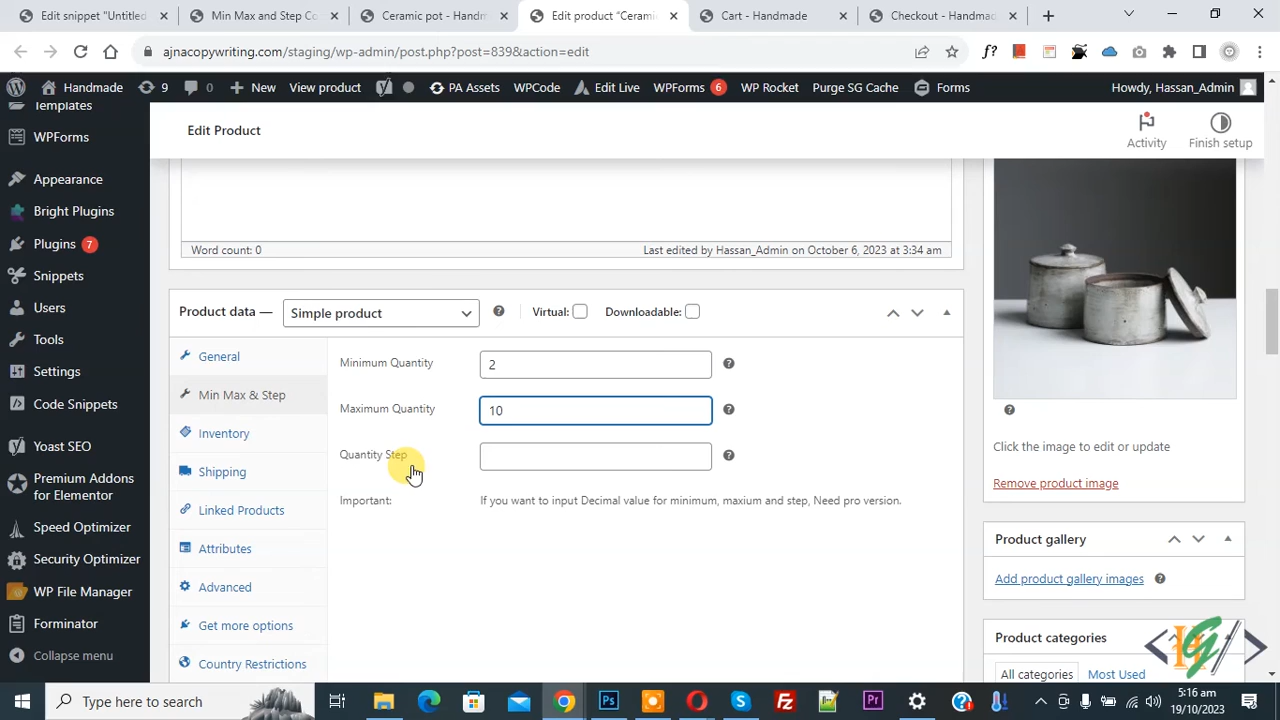 Edit snippet "Untitled
Min Max and Step Co
Ceramic pot - Handm
Edit product "Ceramic
Cart - Handmade
Checkout - Handmad
ajnacopywriting.com/staging/wp-admin/post.php?post=839&action=edit
Handmade 9 New View product PA Assets WPCode Edit Live WPForms 6 WP Rocket Purge SG Cache Forms Howdy, Hassan_Admin
Templates
WPForms
Appearance
Bright Plugins
Plugins 7
Snippets
Users
Tools
Settings
Code Snippets
Yoast SEO
Premium Addons
for Elementor
Speed Optimizer
Security Optimizer
WP File Manager
Forminator
Collapse menu
Edit Product
Activity
Finish setup
Word count: 0
Last edited by Hassan_Admin on October 6, 2023 at 3:34 am
Product data — Simple product Virtual: Downloadable:
General
Min Max & Step
Inventory
Shipping
Linked Products
Attributes
Advanced
Get more options
Country Restrictions
Minimum Quantity 2
Maximum Quantity 10
Quantity Step
Important: If you want to input Decimal value for minimum, maxium and step, Need pro version.
Click the image to edit or update
Remove product image
Product gallery
Add product gallery images
Product categories
All categories Most Used
Type here to search
5:16 am
19/10/2023